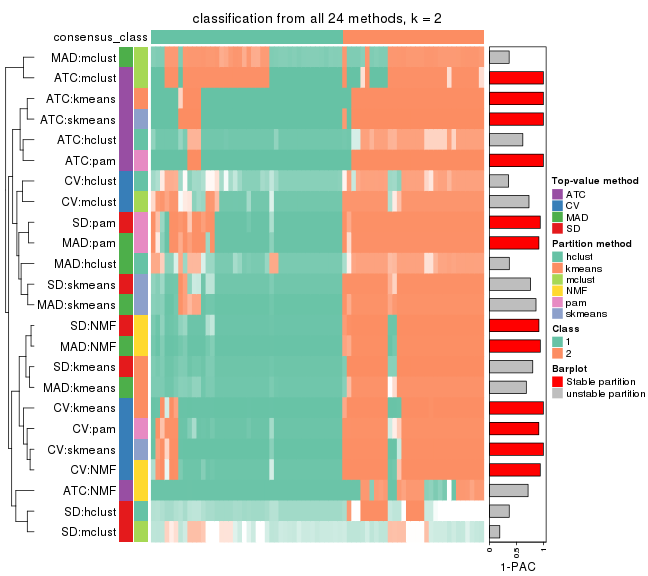 classification from all 24 methods, k = 2
consensus_class
MAD:mclust
ATC:mclust
ATC:kmeans
ATC:skmeans
ATC:hclust
ATC:pam
CV:hclust
CV:mclust
SD:pam
MAD:pam
MAD:hclust
SD:skmeans
MAD:skmeans
SD:NMF
MAD:NMF
SD:kmeans
MAD:kmeans
CV:kmeans
CV:pam
CV:skmeans
CV:NMF
ATC:NMF
SD:hclust
SD:mclust
0
0.5
1
1-PAC
Top-value method
ATC
CV
MAD
SD
Partition method
hclust
kmeans
mclust
NMF
pam
skmeans
Class
1
2
Barplot
Stable partition
unstable partition